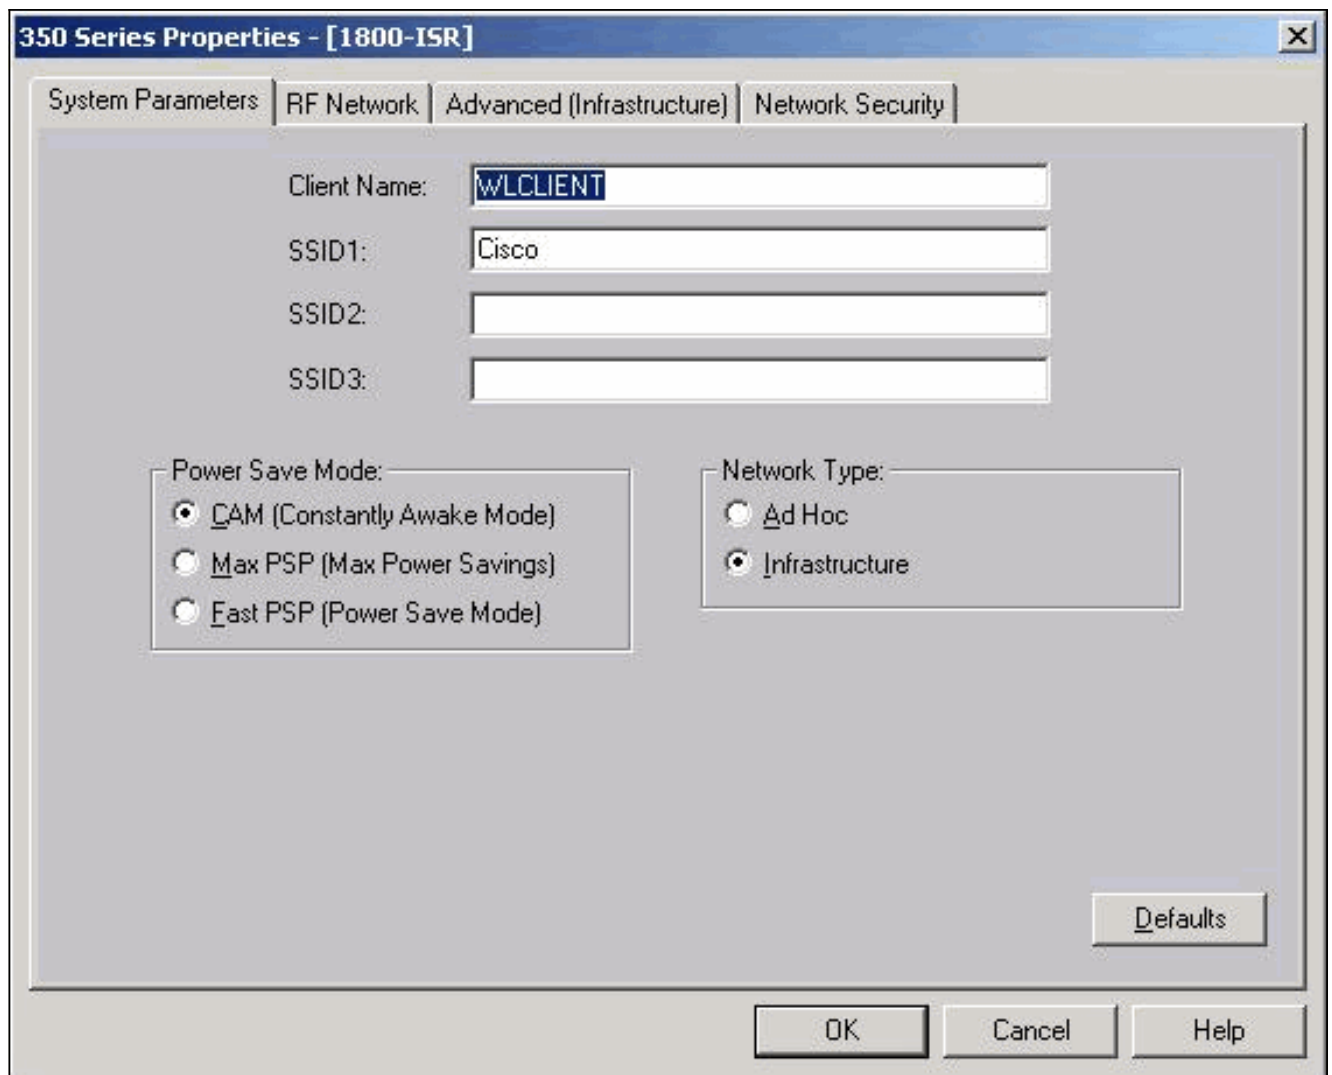 350 Series Properties - [1800-ISR]
System Parameters
RF Network
Advanced (Infrastructure)
Network Security
Client Name:
WLCLIENT
SSID1:
Cisco
SSID2:
SSID3:
Power Save Mode:
CAM (Constantly Awake Mode)
Max PSP (Max Power Savings)
Fast PSP (Power Save Mode)
Network Type:
Ad Hoc
Infrastructure
Defaults
OK
Cancel
Help